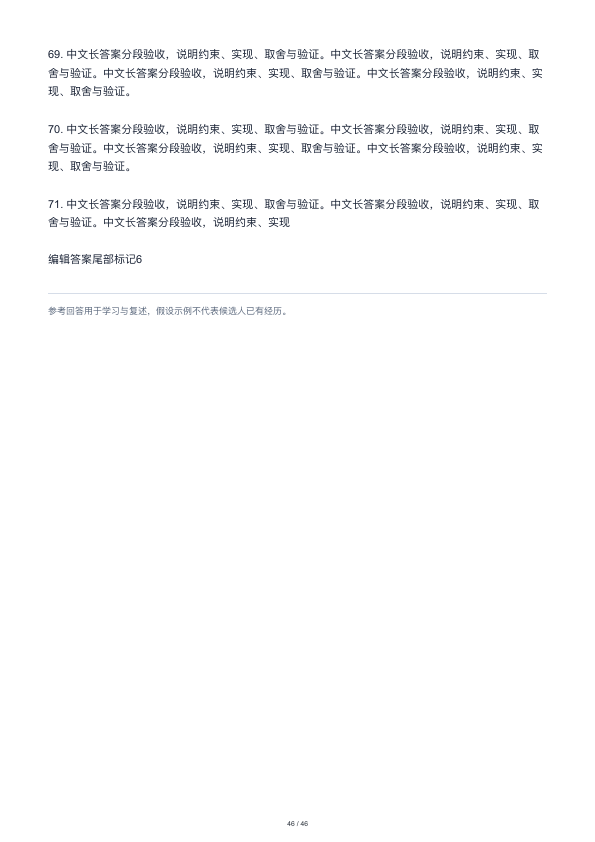 69. 中文长答案分段验收，说明约束、实现、取舍与验证。中文长答案分段验收，说明约束、实现、取
舍与验证。中文长答案分段验收，说明约束、实现、取舍与验证。中文长答案分段验收，说明约束、实
现、取舍与验证。
70. 中文长答案分段验收，说明约束、实现、取舍与验证。中文长答案分段验收，说明约束、实现、取
舍与验证。中文长答案分段验收，说明约束、实现、取舍与验证。中文长答案分段验收，说明约束、实
现、取舍与验证。
71. 中文长答案分段验收，说明约束、实现、取舍与验证。中文长答案分段验收，说明约束、实现、取
舍与验证。中文长答案分段验收，说明约束、实现
编辑答案尾部标记6
参考回答用于学习与复述，假设示例不代表候选人已有经历。
46 / 46